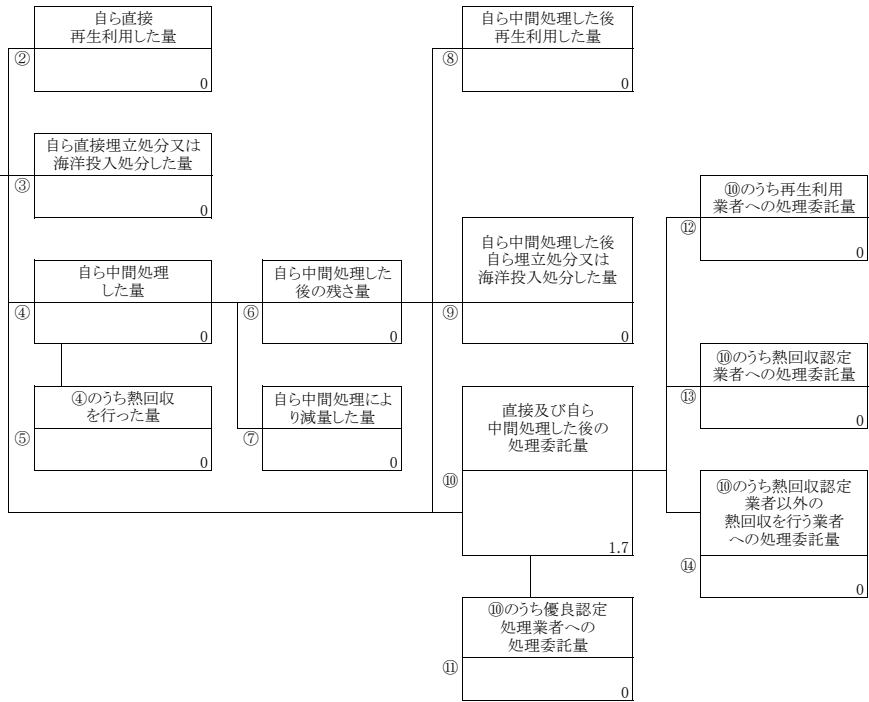 自ら直接
再生利用した量
②
0
自ら直接埋立処分又は
海洋投入処分した量
③
0
自ら中間処理
した量
④
0
④のうち熱回収
を行った量
⑤
0
自ら中間処理した
後の残さ量
⑥
0
自ら中間処理によ
り減量した量
⑦
0
自ら中間処理した後
再生利用した量
⑧
0
自ら中間処理した後
自ら埋立処分又は
海洋投入処分した量
⑨
0
直接及び自ら
中間処理した後の
処理委託量
⑩
1.7
⑩のうち優良認定
処理業者への
処理委託量
⑪
0
⑩のうち再生利用
業者への処理委託量
⑫
0
⑩のうち熱回収認定
業者への処理委託量
⑬
0
⑩のうち熱回収認定
業者以外の
熱回収を行う業者
への処理委託量
⑭
0